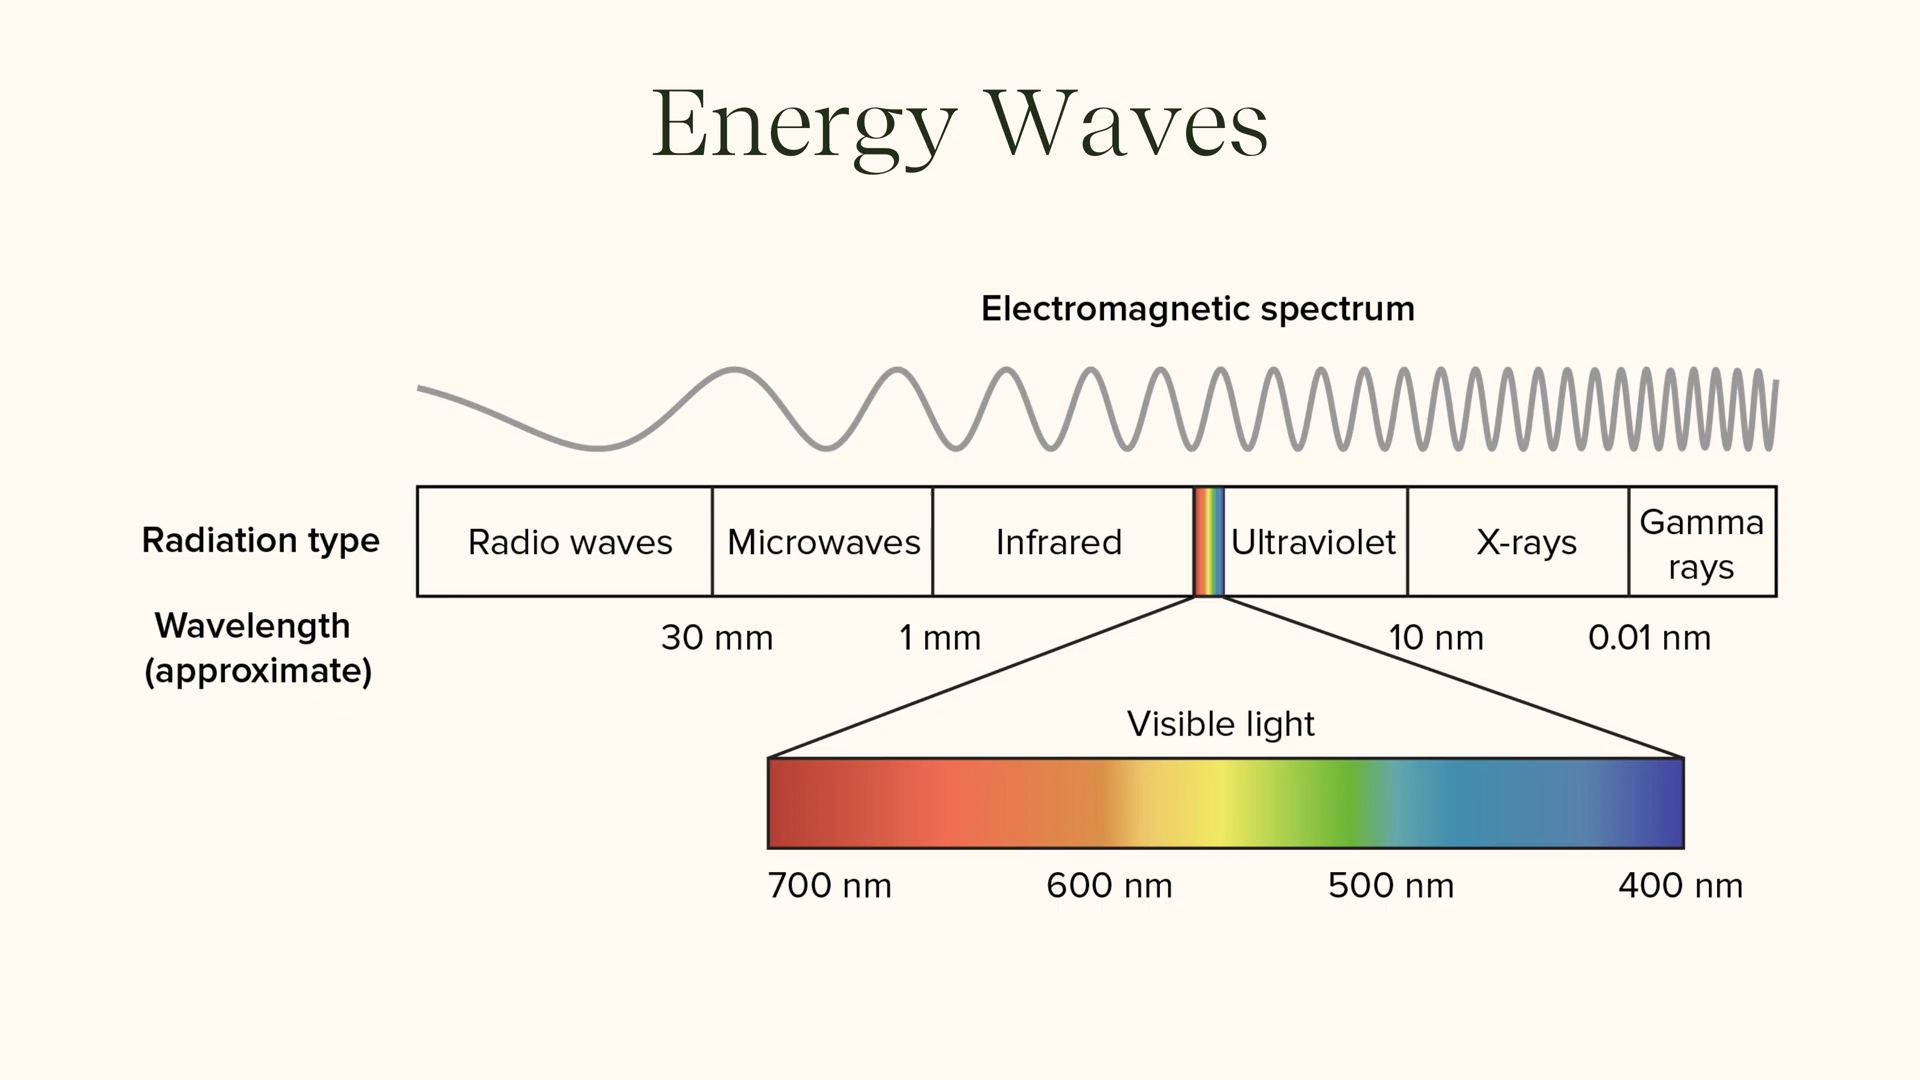 Energy Waves
Electromagnetic spectrum
Radiation type
Radio waves
Microwaves
Infrared
Ultraviolet
X-rays
Gamma
rays
Wavelength
(approximate)
30 mm
1 mm
10 nm
0.01 nm
Visible light
700 nm
600 nm
500 nm
400 nm